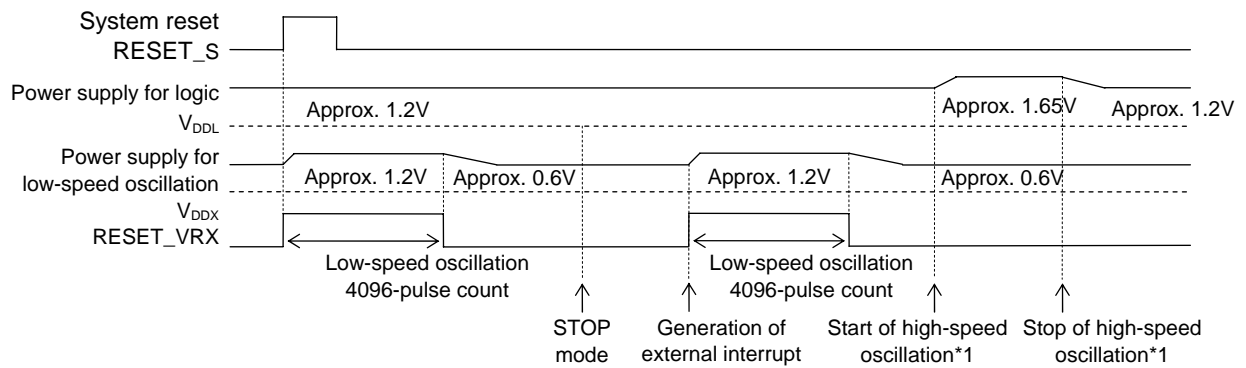 System reset
RESET_S
Power supply for logic
Approx. 1.2V
Approx. 1.65V
Approx. 1.2V
VDDL
Power supply for
low-speed oscillation
Approx. 1.2V
Approx. 0.6V
Approx. 1.2V
Approx. 0.6V
VDDX
RESET_VRX
Low-speed oscillation
4096-pulse count
Low-speed oscillation
4096-pulse count
STOP
mode
Generation of
external interrupt
Start of high-speed
oscillation*1
Stop of high-speed
oscillation*1